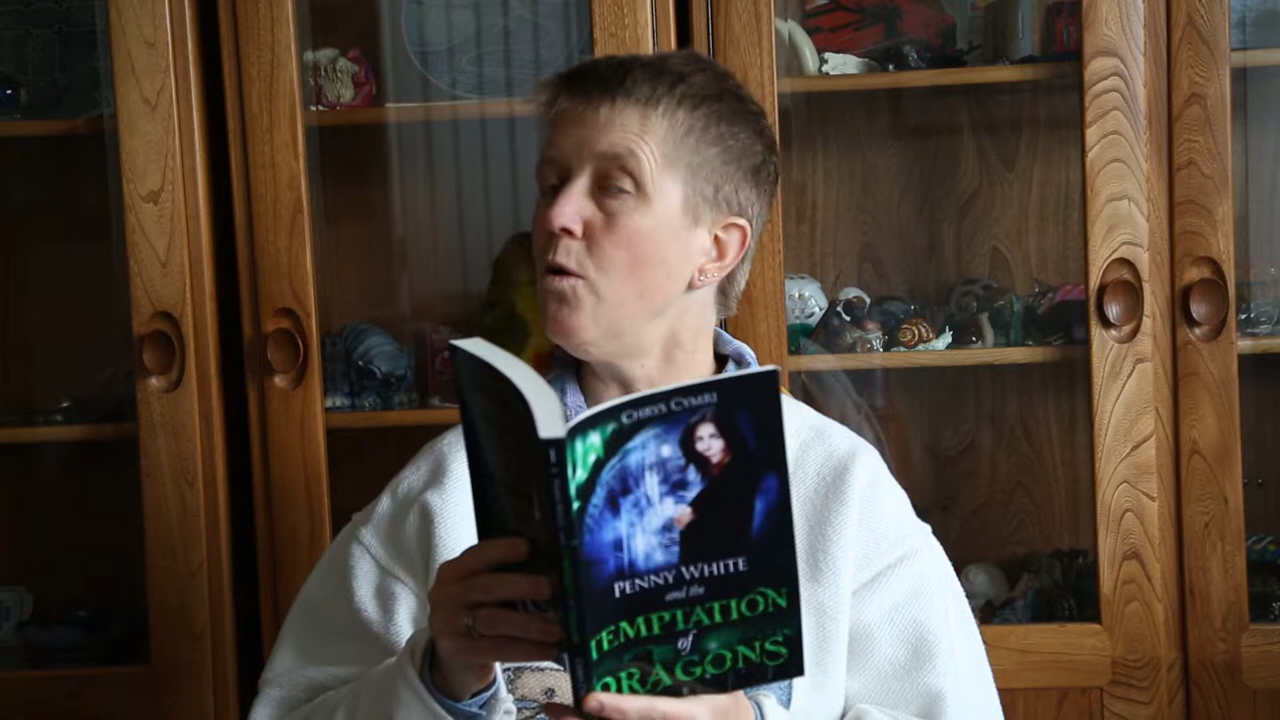 CHRYS CYMRI
PENNY WHITE
and the
TEMPTATION
of
DRAGONS